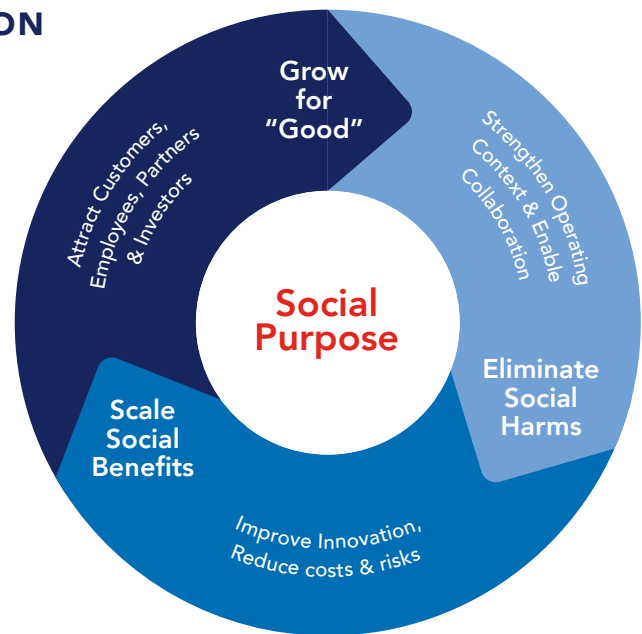 ON
Grow
for
“Good”
Strengthen Operating
Context & Enable
Collaboration
Eliminate
Social
Harms
Improve Innovation,
Reduce costs & risks
Scale
Social
Benefits
Attract Customers,
Employees, Partners
& Investors
Social
Purpose